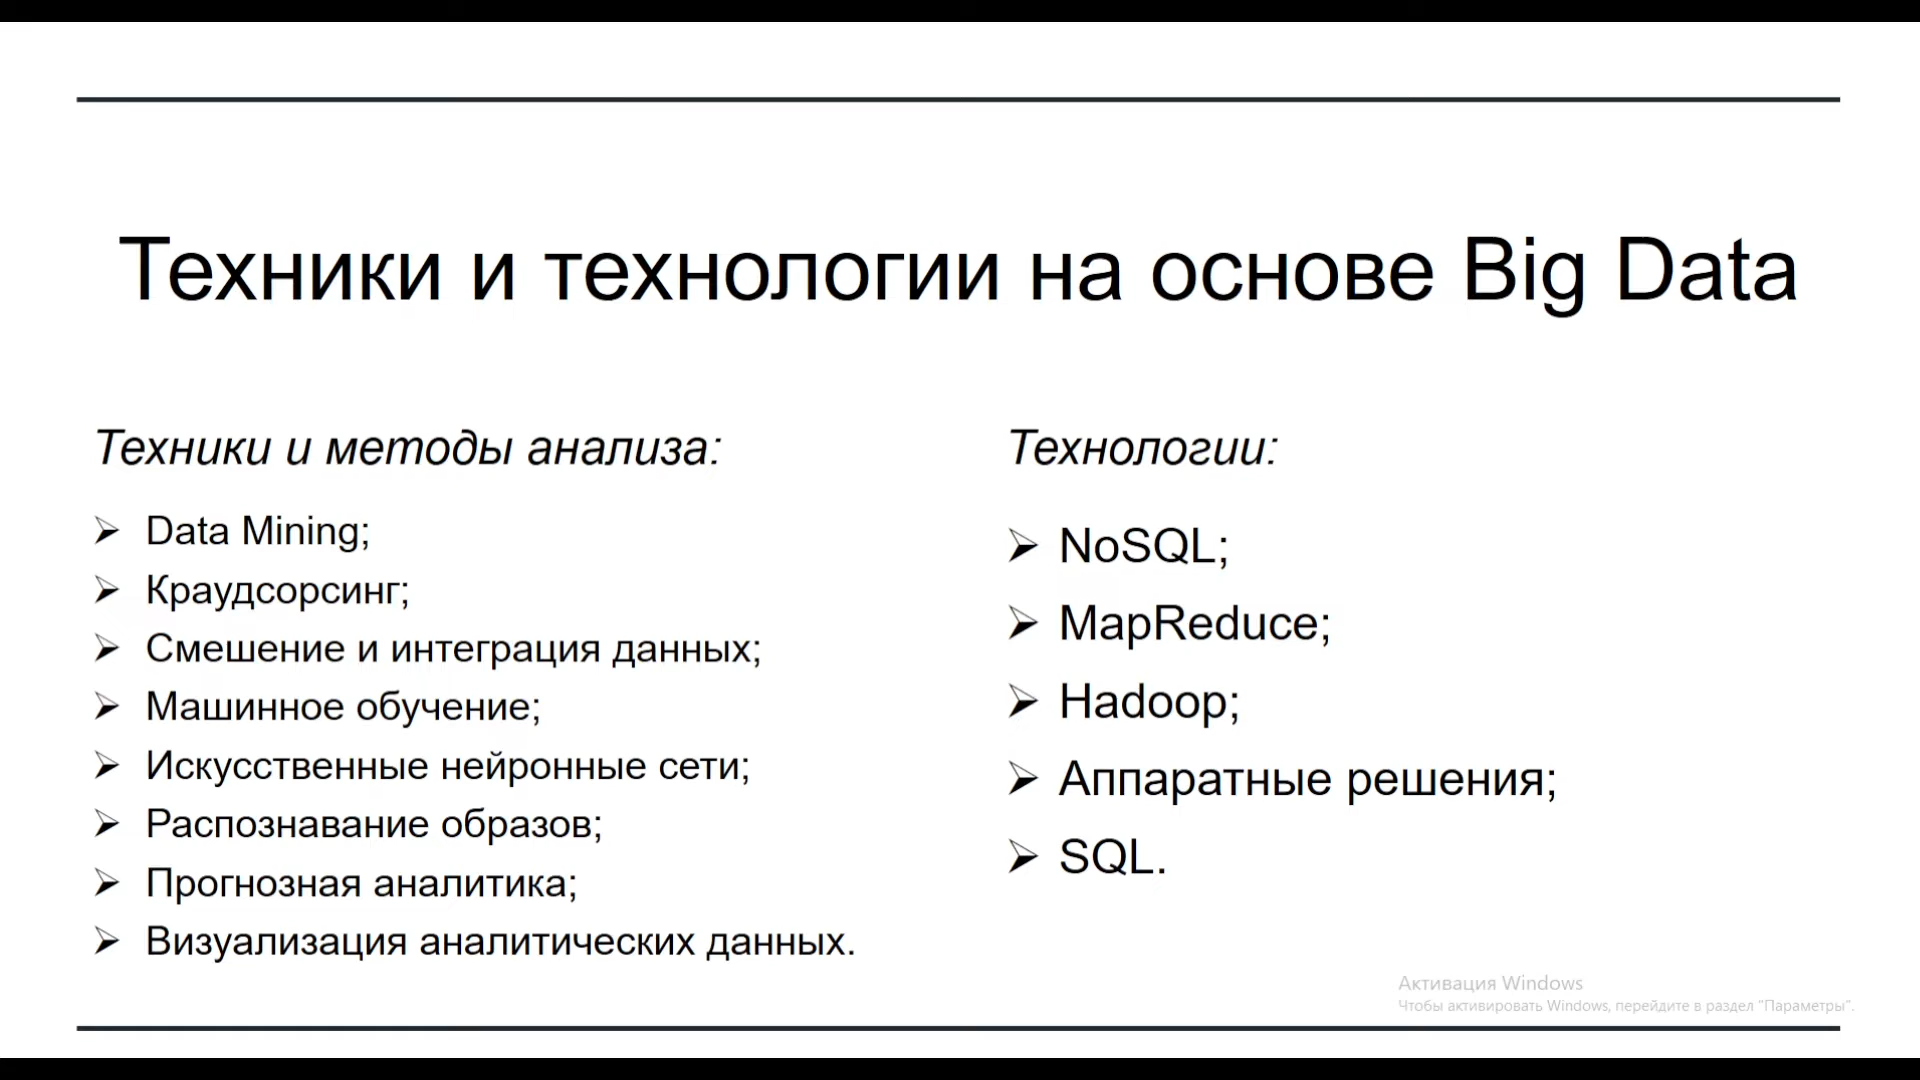 Техники и технологии на основе Big Data
Техники и методы анализа:
Data Mining;
Краудсорсинг;
Смешение и интеграция данных;
Машинное обучение;
Искусственные нейронные сети;
Распознавание образов;
Прогнозная аналитика;
Визуализация аналитических данных.
Технологии:
NoSQL;
MapReduce;
Hadoop;
Аппаратные решения;
SQL.
Активация Windows
Чтобы активировать Windows, перейдите в раздел "Параметры".